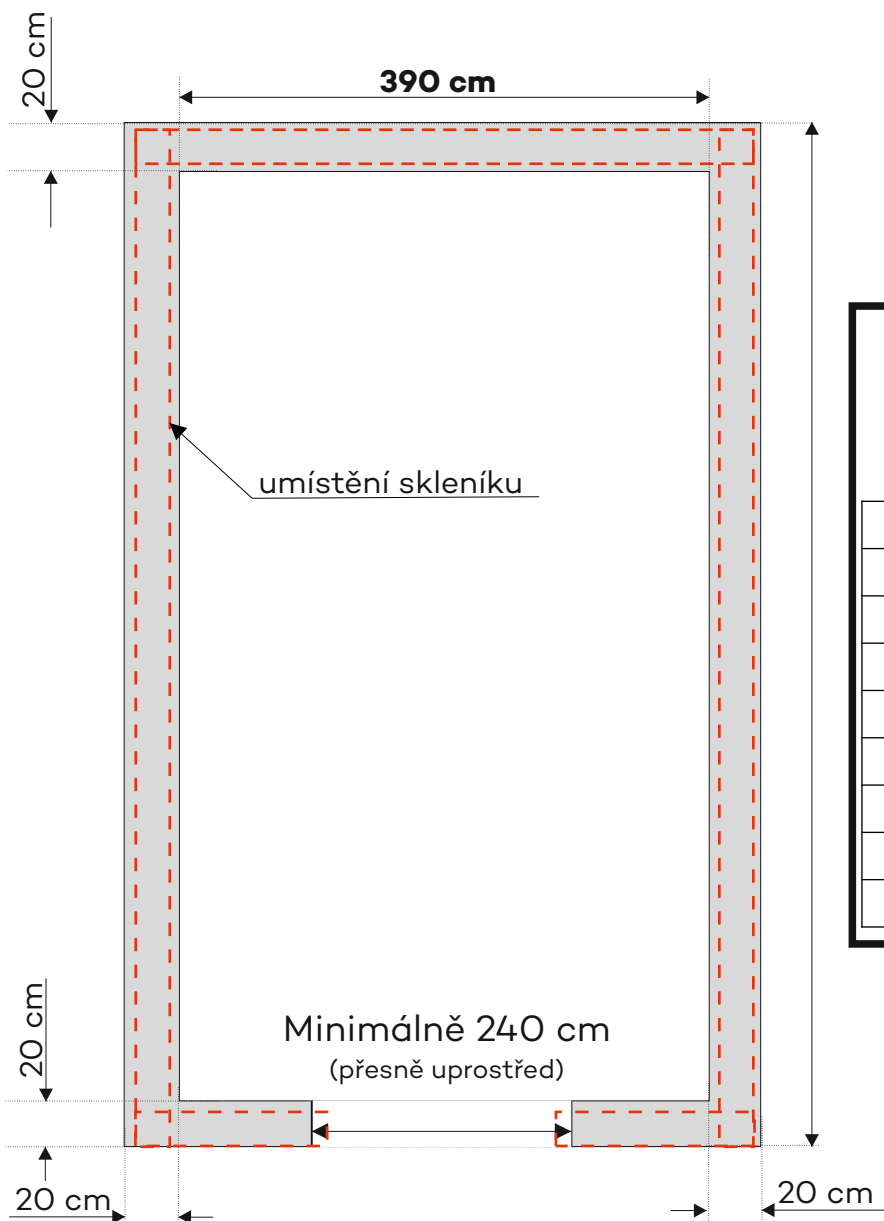 20 cm
390 cm
umístění skleníku
20 cm
Minimálně 240 cm
(přesně uprostřed)
20 cm
20 cm